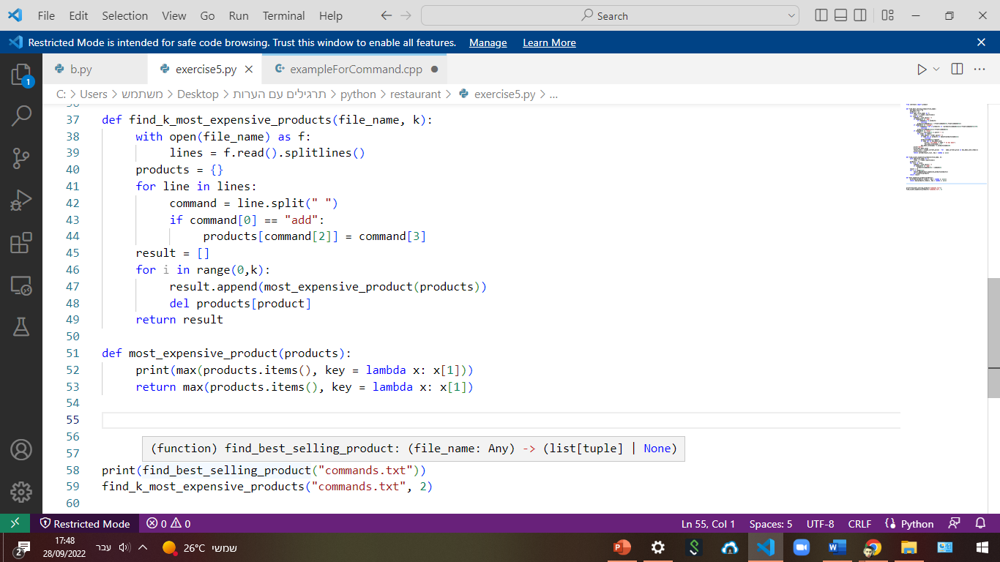 File Edit Selection View Go Run Terminal Help Search
Restricted Mode is intended for safe code browsing. Trust this window to enable all features. Manage Learn More
1
b.py exercise5.py exampleForCommand.cpp
C: > Users > משתמש > Desktop > תרגילים עם הערות > python > restaurant > exercise5.py > ...
36
37 def find_k_most_expensive_products(file_name, k):
38 with open(file_name) as f:
39 lines = f.read().splitlines()
40 products = {}
41 for line in lines:
42 command = line.split(" ")
43 if command[0] == "add":
44 products[command[2]] = command[3]
45 result = []
46 for i in range(0,k):
47 result.append(most_expensive_product(products))
48 del products[product]
49 return result
50
51 def most_expensive_product(products):
52 print(max(products.items(), key = lambda x: x[1]))
53 return max(products.items(), key = lambda x: x[1])
54
55
56
(function) find_best_selling_product: (file_name: Any) -> (list[tuple] | None)
57
58 print(find_best_selling_product("commands.txt"))
59 find_k_most_expensive_products("commands.txt", 2)
60
Restricted Mode 0 0 Ln 55, Col 1 Spaces: 5 UTF-8 CRLF Python
2 17:48 עבר 26°C שמשי
28/09/2022